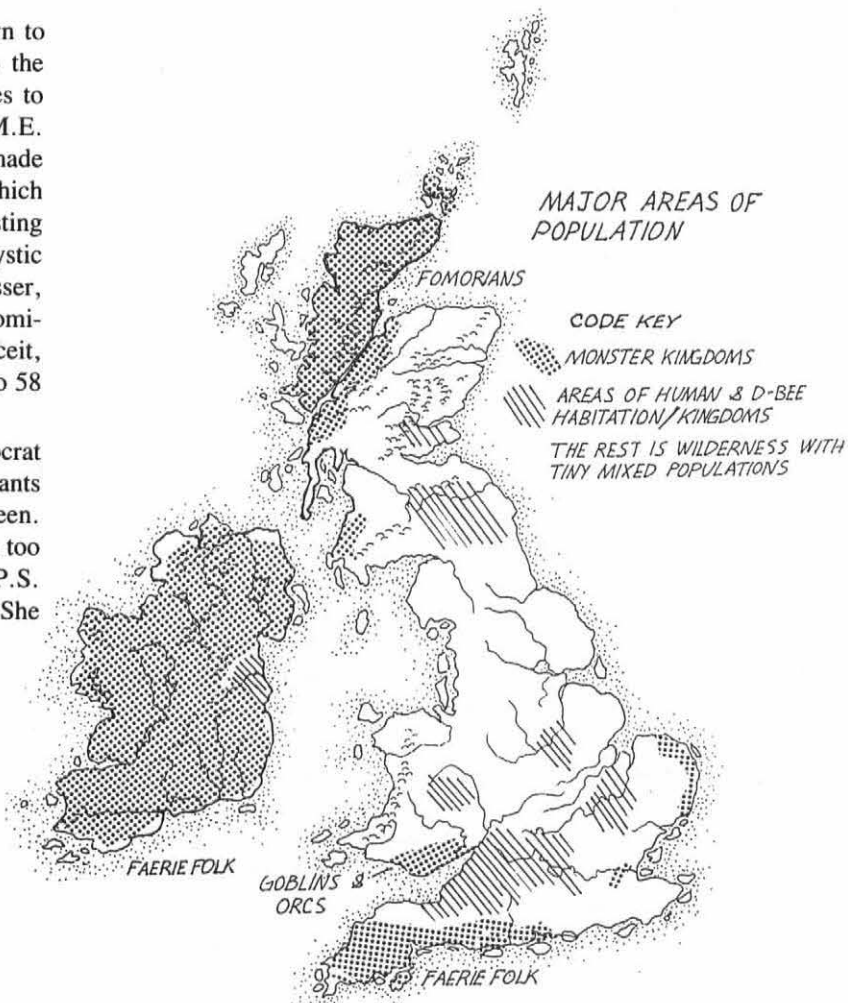 n to
the
es to
M.E.
nade
hich
sting
ystic
sser,
omi-
ceit,
o 58
ocrat
ants
een.
too
P.S.
She
MAJOR AREAS OF
POPULATION
FOMORIANS
CODE KEY
MONSTER KINGDOMS
AREAS OF HUMAN & D-BEE
HABITATION/KINGDOMS
THE REST IS WILDERNESS WITH
TINY MIXED POPULATIONS
FAERIE FOLK
GOBLINS &
ORCS
FAERIE FOLK